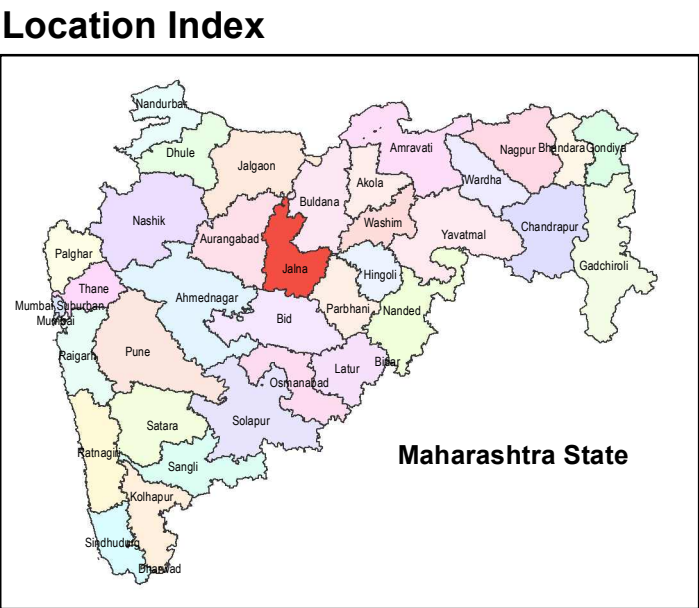 Location Index
Nandurbar
Dhule
Jalgaon
Amravati
Nagpur
Bhandara
Gondiya
Akola
Wardha
Buldana
Nashik
Washim
Chandrapur
Aurangabad
Yavatmal
Palghar
Jalna
Hingoli
Gadchiroli
Thane
Ahmednagar
Mumbai Suburban
Parbhani
Nanded
Mumbai
Bid
Raigarh
Pune
Bidar
Latur
Osmanabad
Satara
Solapur
Ratnagiri
Maharashtra State
Sangli
Kolhapur
Sindhudurg
Dharwad